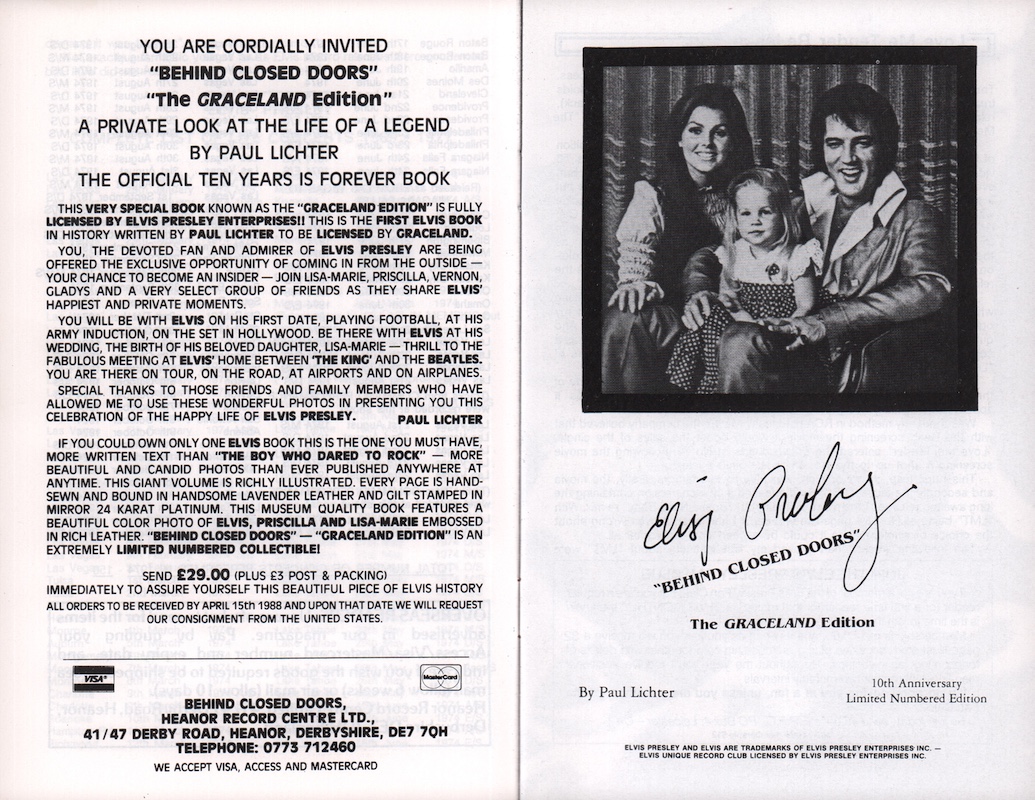 YOU ARE CORDIALLY INVITED
“BEHIND CLOSED DOORS”
“The GRACELAND Edition”
A PRIVATE LOOK AT THE LIFE OF A LEGEND
BY PAUL LICHTER
THE OFFICIAL TEN YEARS IS FOREVER BOOK
THIS VERY SPECIAL BOOK KNOWN AS THE “GRACELAND EDITION” IS FULLY
LICENSED BY ELVIS PRESLEY ENTERPRISES!! THIS IS THE FIRST ELVIS BOOK
IN HISTORY WRITTEN BY PAUL LICHTER TO BE LICENSED BY GRACELAND.
YOU, THE DEVOTED FAN AND ADMIRER OF ELVIS PRESLEY ARE BEING
OFFERED THE EXCLUSIVE OPPORTUNITY OF COMING IN FROM THE OUTSIDE —
YOUR CHANCE TO BECOME AN INSIDER — JOIN LISA-MARIE, PRISCILLA, VERNON,
GLADYS AND A VERY SELECT GROUP OF FRIENDS AS THEY SHARE ELVIS’
HAPPIEST AND PRIVATE MOMENTS.
YOU WILL BE WITH ELVIS ON HIS FIRST DATE, PLAYING FOOTBALL, AT HIS
ARMY INDUCTION, ON THE SET IN HOLLYWOOD. BE THERE WITH ELVIS AT HIS
WEDDING, THE BIRTH OF HIS BELOVED DAUGHTER, LISA-MARIE — THRILL TO THE
FABULOUS MEETING AT ELVIS’ HOME BETWEEN ‘THE KING’ AND THE BEATLES.
YOU ARE THERE ON TOUR, ON THE ROAD, AT AIRPORTS AND ON AIRPLANES.
SPECIAL THANKS TO THOSE FRIENDS AND FAMILY MEMBERS WHO HAVE
ALLOWED ME TO USE THESE WONDERFUL PHOTOS IN PRESENTING YOU THIS
CELEBRATION OF THE HAPPY LIFE OF ELVIS PRESLEY. PAUL LICHTER
IF YOU COULD OWN ONLY ONE ELVIS BOOK THIS IS THE ONE YOU MUST HAVE,
MORE WRITTEN TEXT THAN “THE BOY WHO DARED TO ROCK” — MORE
BEAUTIFUL AND CANDID PHOTOS THAN EVER PUBLISHED ANYWHERE AT
ANYTIME. THIS GIANT VOLUME IS RICHLY ILLUSTRATED. EVERY PAGE IS HAND-
SEWN AND BOUND IN HANDSOME LAVENDER LEATHER AND GILT STAMPED IN
MIRROR 24 KARAT PLATINUM. THIS MUSEUM QUALITY BOOK FEATURES A
BEAUTIFUL COLOR PHOTO OF ELVIS, PRISCILLA AND LISA-MARIE EMBOSSED
IN RICH LEATHER. “BEHIND CLOSED DOORS” — “GRACELAND EDITION” IS AN
EXTREMELY LIMITED NUMBERED COLLECTIBLE!
SEND £29.00 (PLUS £3 POST & PACKING)
IMMEDIATELY TO ASSURE YOURSELF THIS BEAUTIFUL PIECE OF ELVIS HISTORY
ALL ORDERS TO BE RECEIVED BY APRIL 15th 1988 AND UPON THAT DATE WE WILL REQUEST
OUR CONSIGNMENT FROM THE UNITED STATES.
VISA
MasterCard
BEHIND CLOSED DOORS,
HEANOR RECORD CENTRE LTD.,
41/47 DERBY ROAD, HEANOR, DERBYSHIRE, DE7 7QH
TELEPHONE: 0773 712460
WE ACCEPT VISA, ACCESS AND MASTERCARD
Elvis Presley
“BEHIND CLOSED DOORS”
The GRACELAND Edition
By Paul Lichter
10th Anniversary
Limited Numbered Edition
ELVIS PRESLEY AND ELVIS ARE TRADEMARKS OF ELVIS PRESLEY ENTERPRISES INC. —
ELVIS UNIQUE RECORD CLUB LICENSED BY ELVIS PRESLEY ENTERPRISES INC.